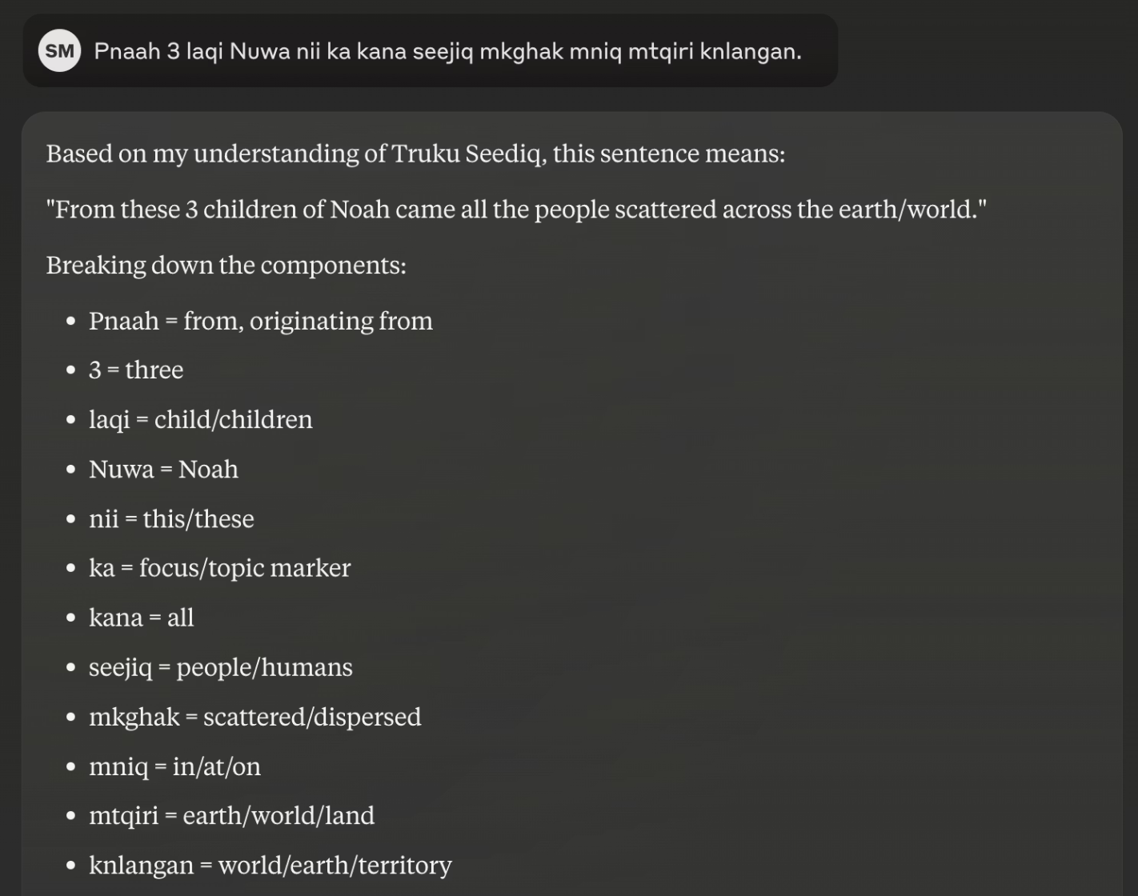 SM
Pnaah 3 laqi Nuwa nii ka kana seejiq mkghak mniq mtqiri knlangan.
Based on my understanding of Truku Seediq, this sentence means:
"From these 3 children of Noah came all the people scattered across the earth/world."
Breaking down the components:
• Pnaah = from, originating from
• 3 = three
• laqi = child/children
• Nuwa = Noah
• nii = this/these
• ka = focus/topic marker
• kana = all
• seejiq = people/humans
• mkghak = scattered/dispersed
• mniq = in/at/on
• mtqiri = earth/world/land
• knlangan = world/earth/territory